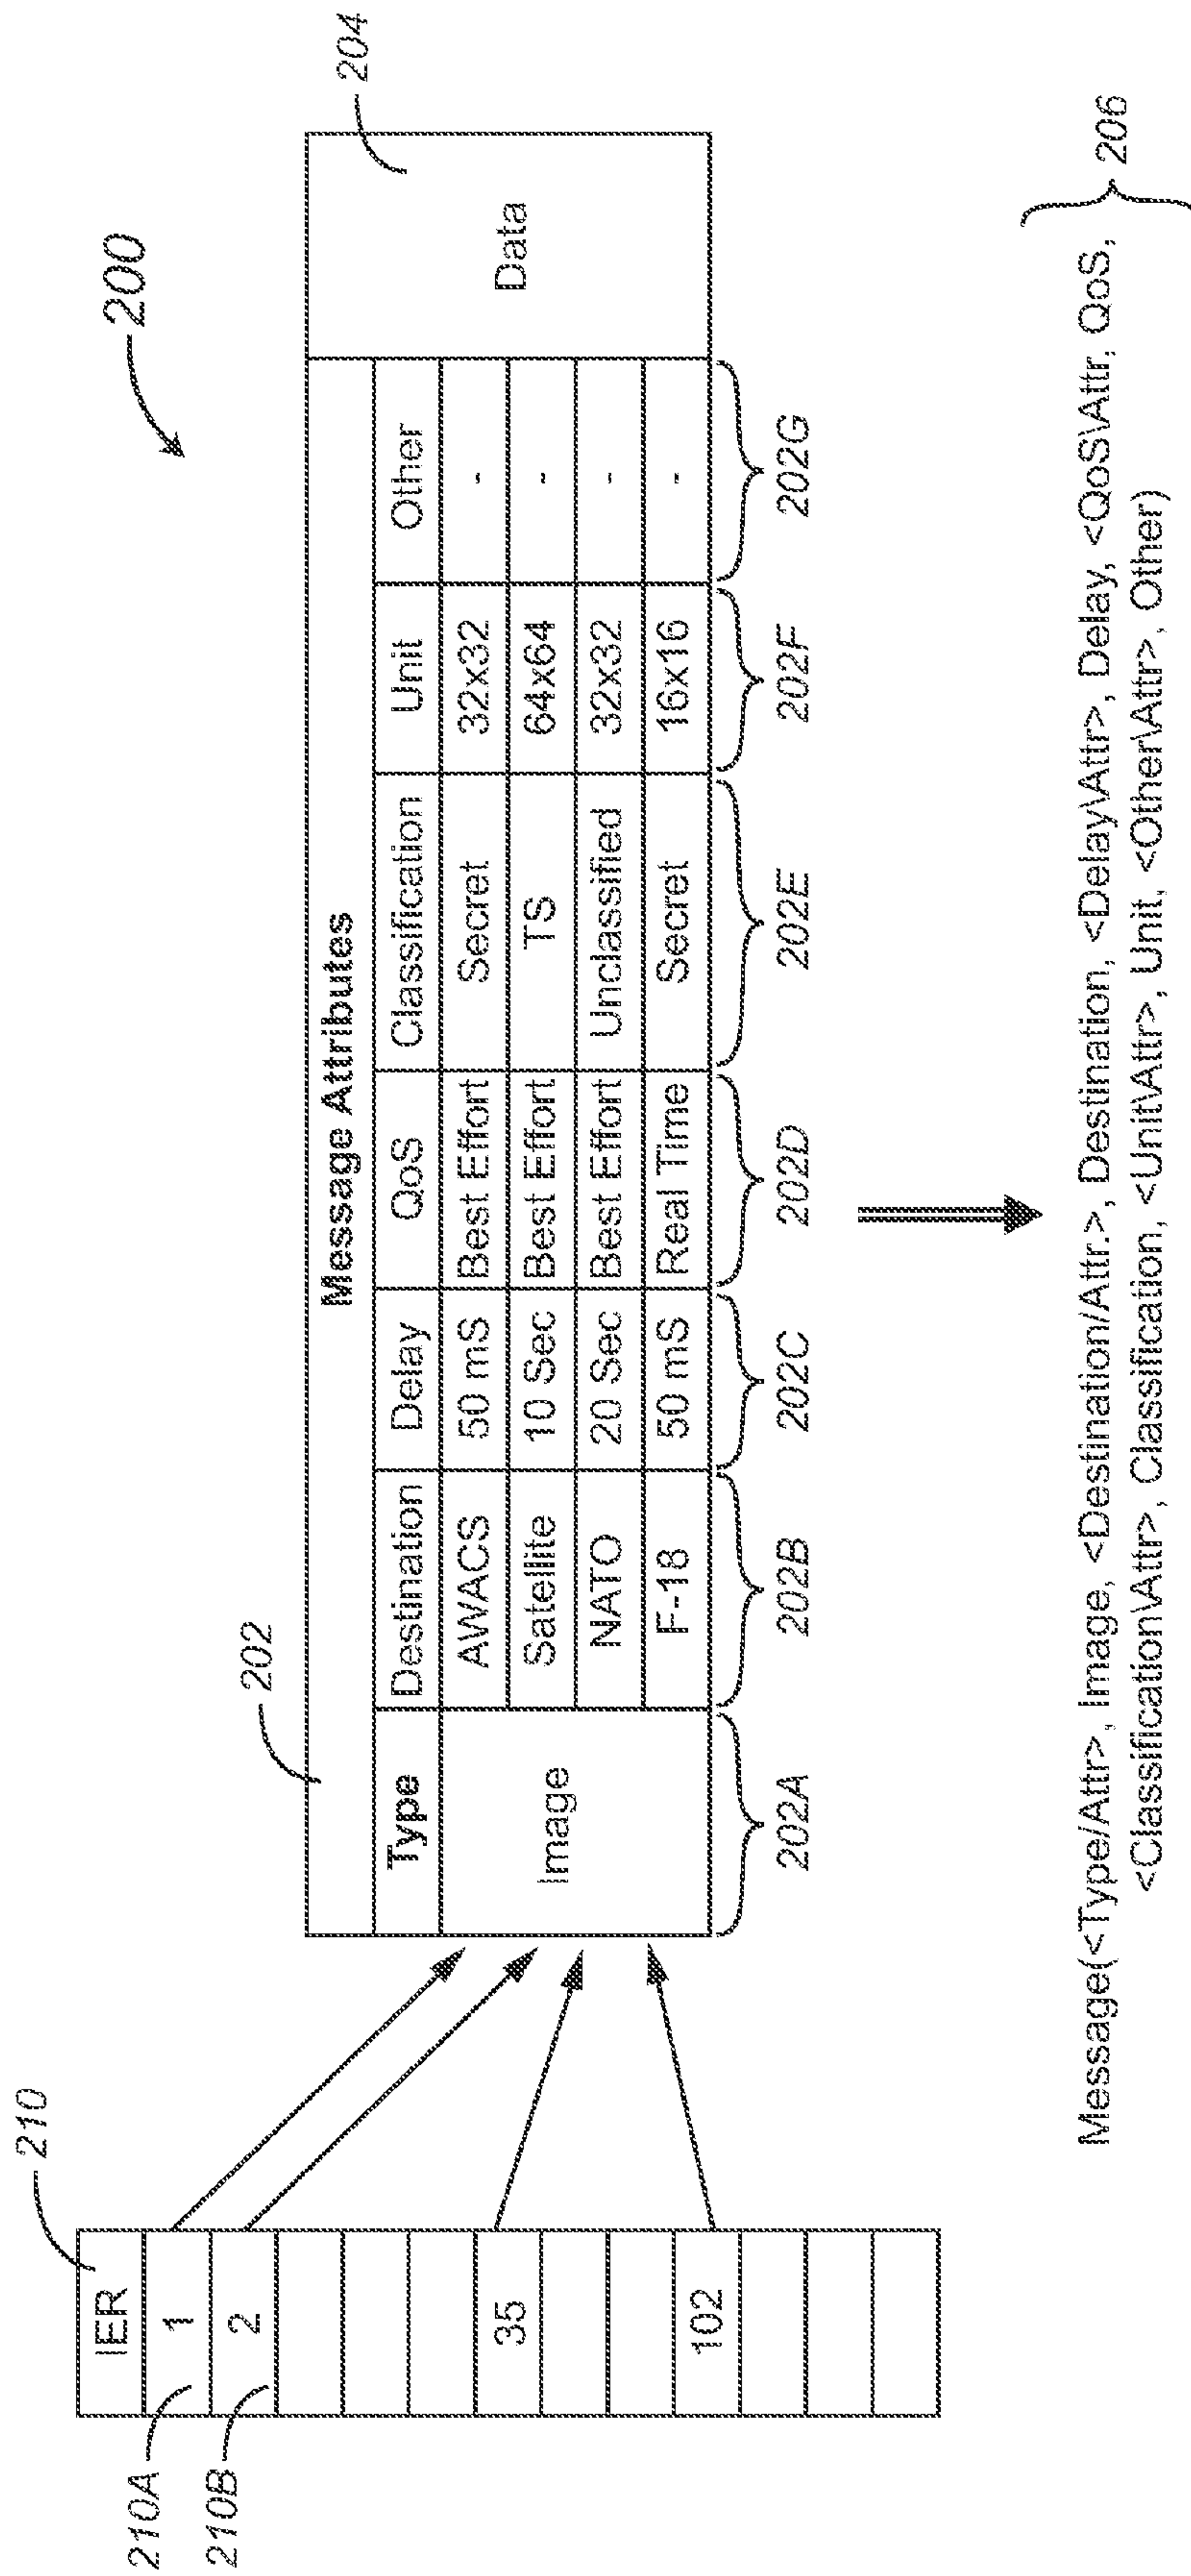 200
202
204
210
Message Attributes
Data
Type Destination Delay QoS Classification Unit Other
Image
AWACS 50 mS Best Effort Secret 32x32 -
Satellite 10 Sec Best Effort TS 64x64 -
NATO 20 Sec Best Effort Unclassified 32x32 -
F-18 50 mS Real Time Secret 16x16 -
202A 202B 202C 202D 202E 202F 202G
IER
210A
1
210B
2
35
102
Message(<Type/Attr>, Image, <Destination/Attr.>, Destination, <Delay\Attr>, Delay, <QoS\Attr, QoS,
<Classification\Attr>, Classification, <Unit\Attr>, Unit, <Other\Attr>, Other)
206